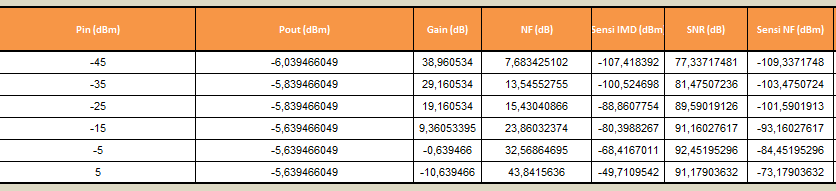 Pin (dBm) Pout (dBm) Gain (dB) NF (dB) Sensi IMD (dBm SNR (dB) Sensi NF (dBm)
-45 -6,039466049 38,960534 7,683425102 -107,418392 77,33717481 -109,3371748
-35 -5,839466049 29,160534 13,54552755 -100,524698 81,47507236 -103,4750724
-25 -5,839466049 19,160534 15,43040866 -88,8607754 89,59019126 -101,5901913
-15 -5,639466049 9,36053395 23,86032374 -80,3988267 91,16027617 -93,16027617
-5 -5,639466049 -0,639466 32,56864695 -68,4167011 92,45195296 -84,45195296
5 -5,639466049 -10,639466 43,8415636 -49,7109542 91,17903632 -73,17903632